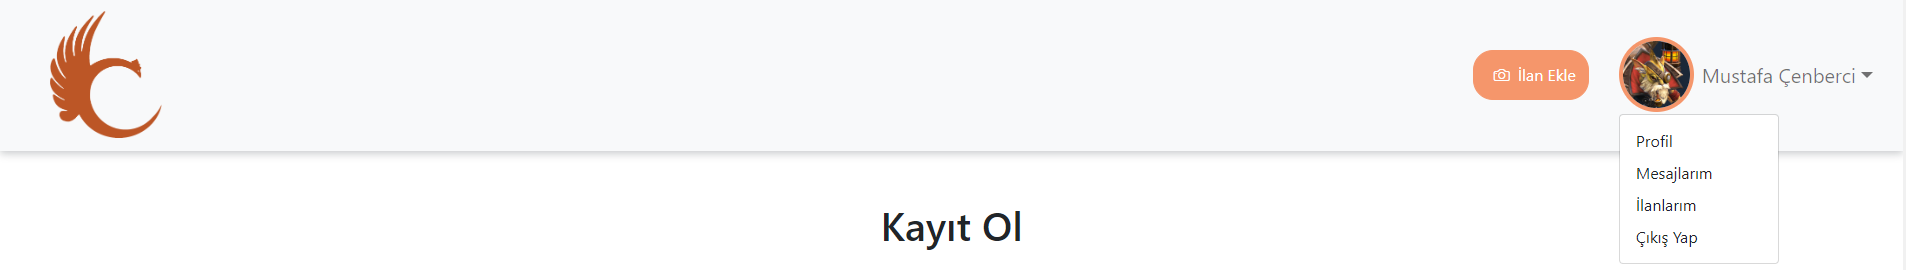 İlan Ekle
Mustafa Çenberci
Profil
Mesajlarım
İlanlarım
Çıkış Yap
Kayıt Ol